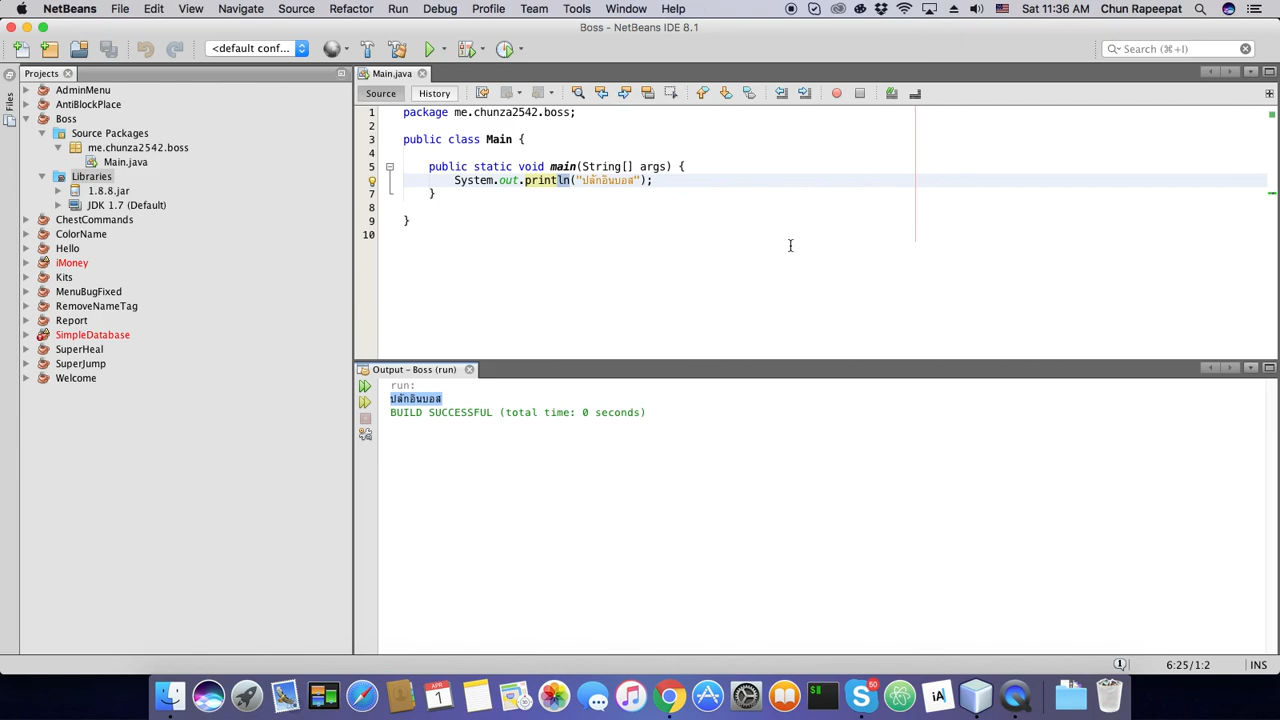 NetBeans File Edit View Navigate Source Refactor Run Debug Profile Team Tools Window Help Sat 11:36 AM Chun Rapeepat
Boss - NetBeans IDE 8.1
<default conf... Search (⌘+I)
Projects Main.java
Files
Source History
AdminMenu
AntiBlockPlace
Boss
Source Packages
me.chunza2542.boss
Main.java
Libraries
1.8.8.jar
JDK 1.7 (Default)
ChestCommands
ColorName
Hello
iMoney
Kits
MenuBugFixed
RemoveNameTag
Report
SimpleDatabase
SuperHeal
SuperJump
Welcome
1 package me.chunza2542.boss;
2
3 public class Main {
4
5 public static void main(String[] args) {
System.out.println("ปลั๊กอินบอส");
7 }
8
9 }
10
Output - Boss (run)
run:
ปลั๊กอินบอส
BUILD SUCCESSFUL (total time: 0 seconds)
6:25/1:2 INS
APR
1
50
iA